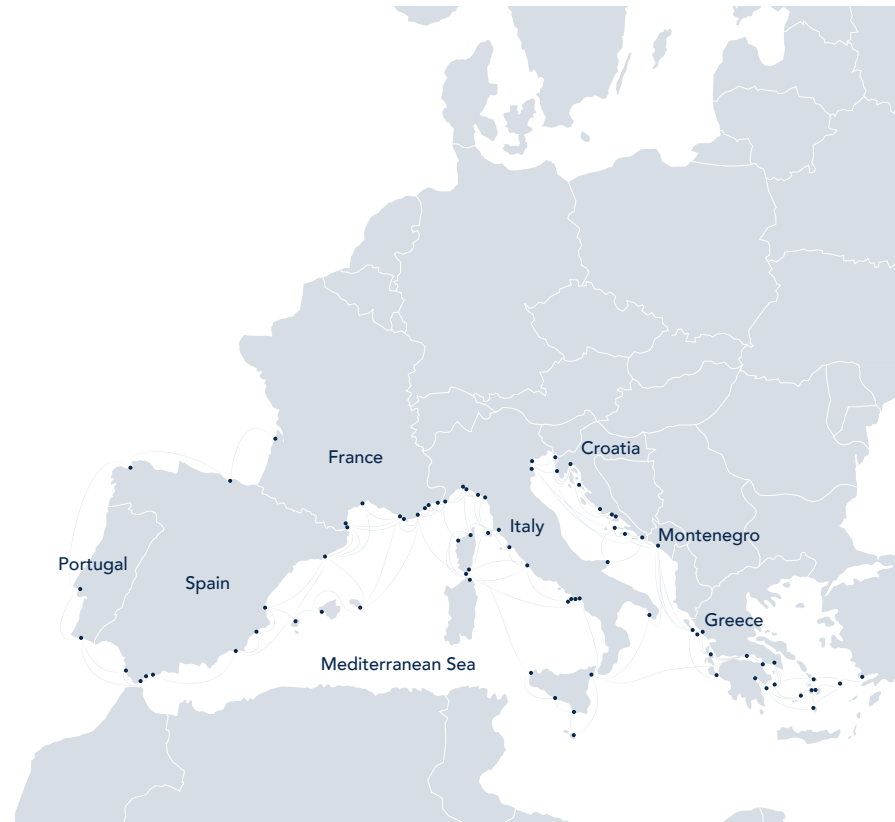 Croatia
France
Italy
Montenegro
Portugal
Spain
Greece
Mediterranean Sea